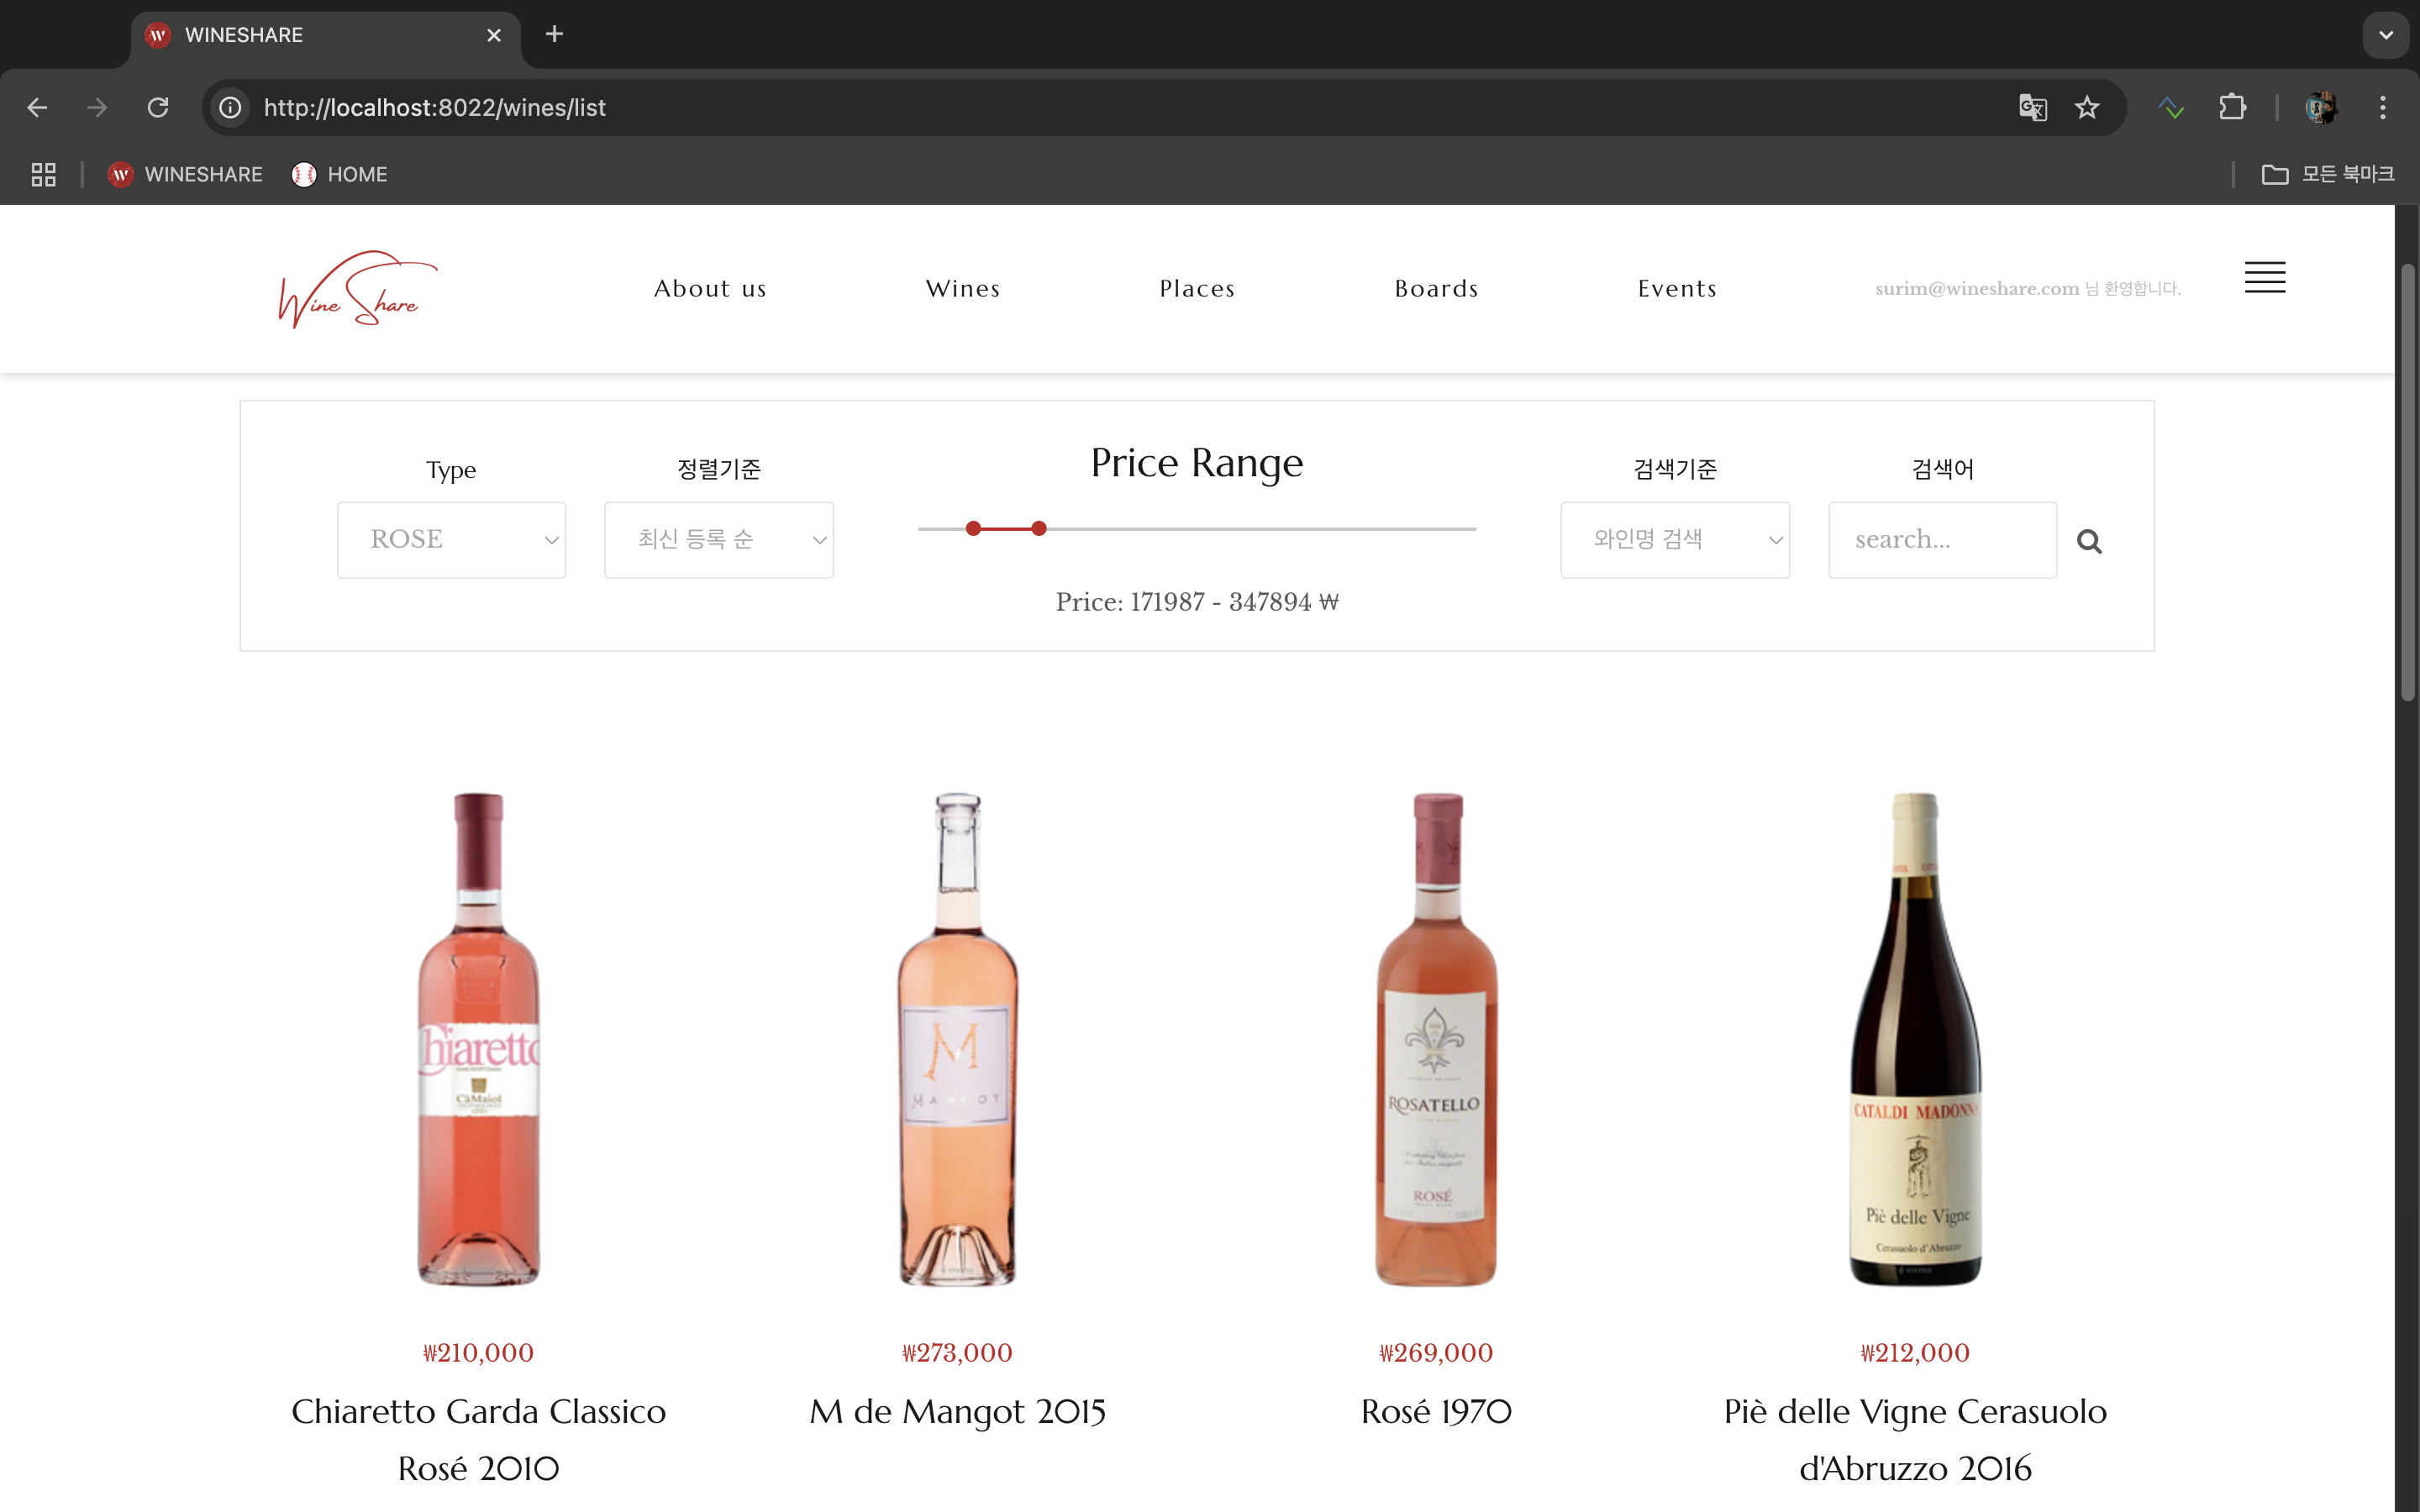 WINESHARE
http://localhost:8022/wines/list
WINESHARE HOME 모든 북마크
Wine Share
About us Wines Places Boards Events surim@wineshare.com 님 환영합니다.
Type 정렬기준 Price Range 검색기준 검색어
ROSE 최신 등록 순 와인명 검색 search...
Price: 171987 - 347894 ₩
hiaretto
CàMaiol
M
MANGOT
ROSATELLO
ROSÉ
CATALDI MADONNA
Piè delle Vigne
Cerasuolo d'Abruzzo
₩210,000 ₩273,000 ₩269,000 ₩212,000
Chiaretto Garda Classico M de Mangot 2015 Rosé 1970 Piè delle Vigne Cerasuolo
Rosé 2010 d'Abruzzo 2016